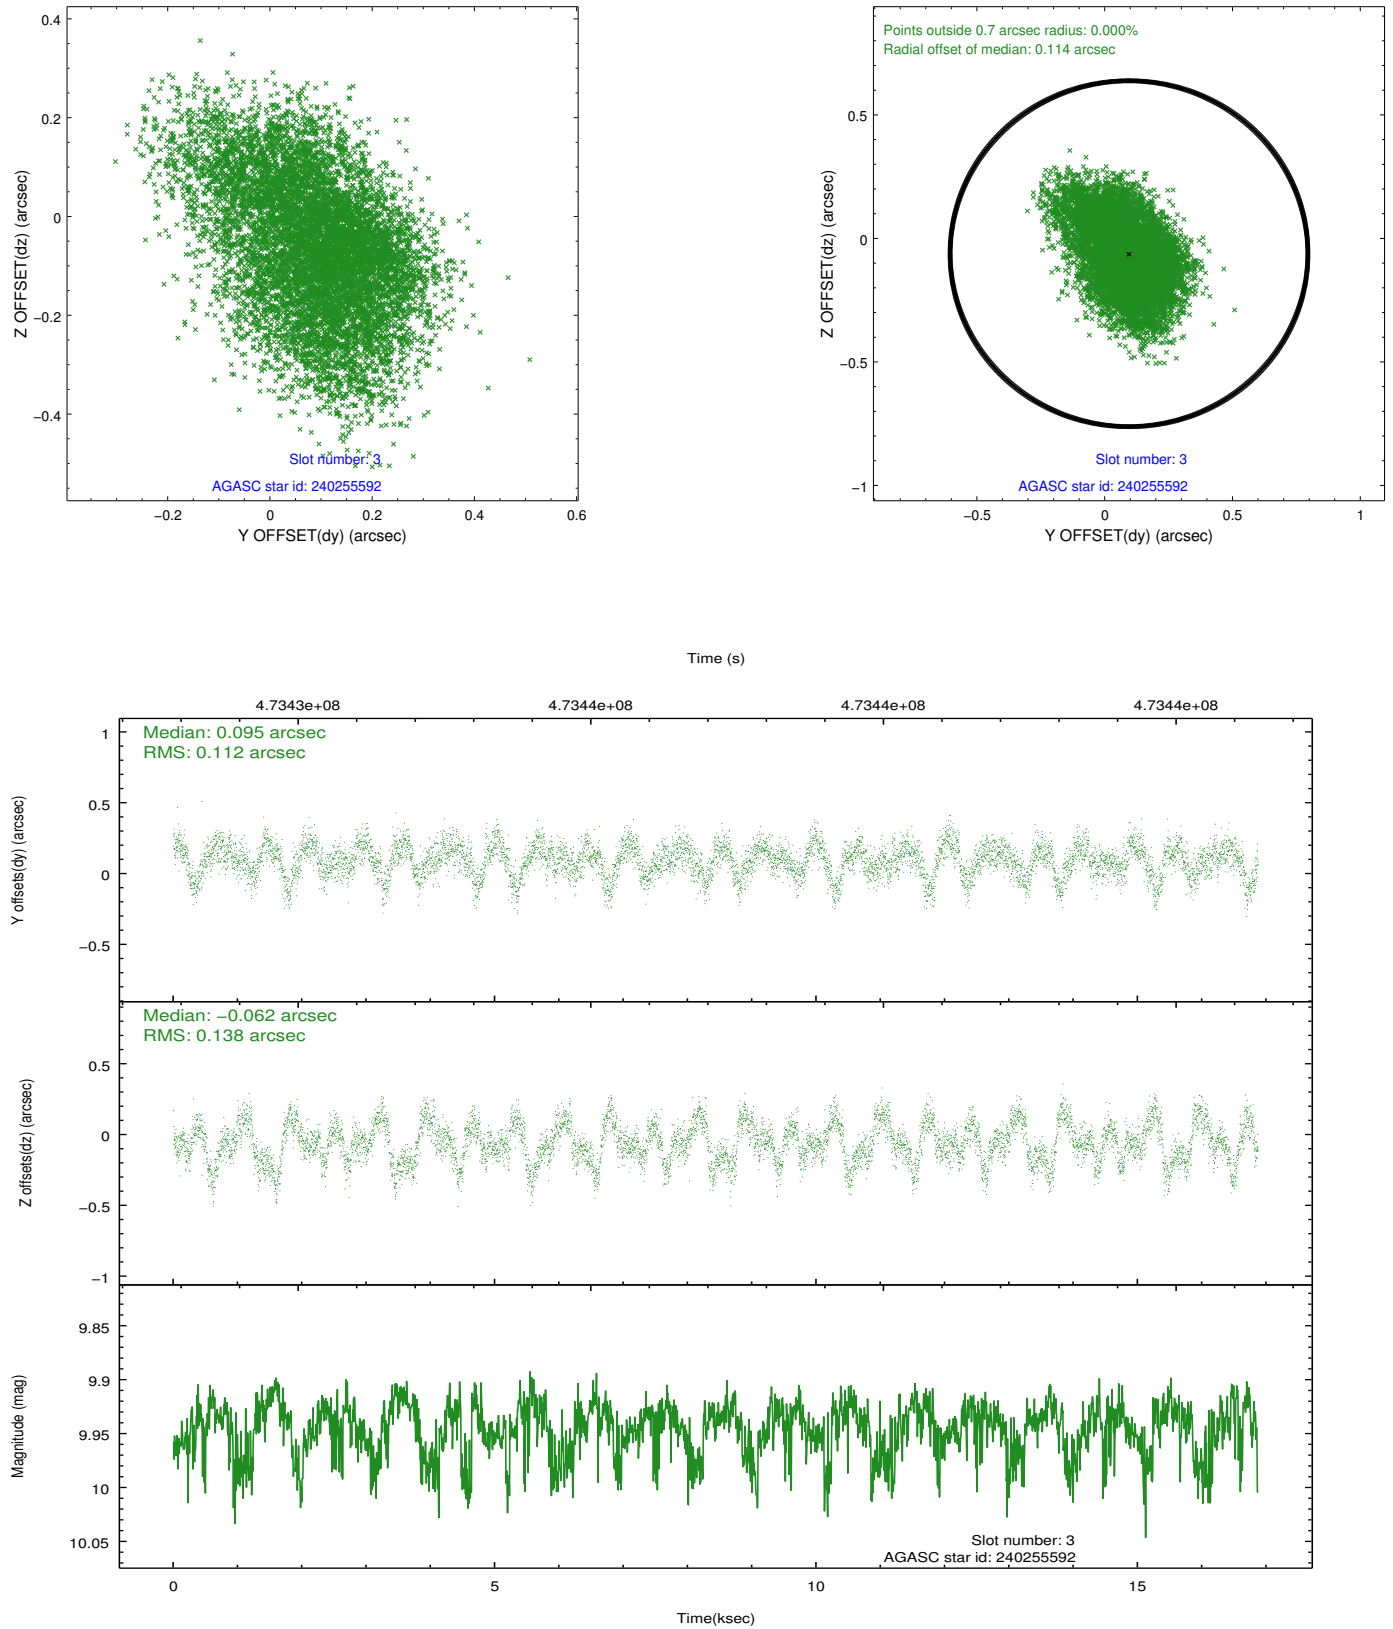 0.4
0.2
0
−0.2
−0.4
Z OFFSET(dz) (arcsec)
Slot number: 3
AGASC star id: 240255592
−0.2 0 0.2 0.4 0.6
Y OFFSET(dy) (arcsec)
Points outside 0.7 arcsec radius: 0.000%
Radial offset of median: 0.114 arcsec
0.5
0
−0.5
−1
Z OFFSET(dz) (arcsec)
Slot number: 3
AGASC star id: 240255592
−0.5 0 0.5 1
Y OFFSET(dy) (arcsec)
Time (s)
4.7343e+08 4.7344e+08 4.7344e+08 4.7344e+08
Median: 0.095 arcsec
RMS: 0.112 arcsec
1
0.5
0
−0.5
Y offsets(dy) (arcsec)
Median: −0.062 arcsec
RMS: 0.138 arcsec
0.5
0
−0.5
−1
Z offsets(dz) (arcsec)
9.85
9.9
9.95
10
10.05
Magnitude (mag)
Slot number: 3
AGASC star id: 240255592
0 5 10 15
Time(ksec)